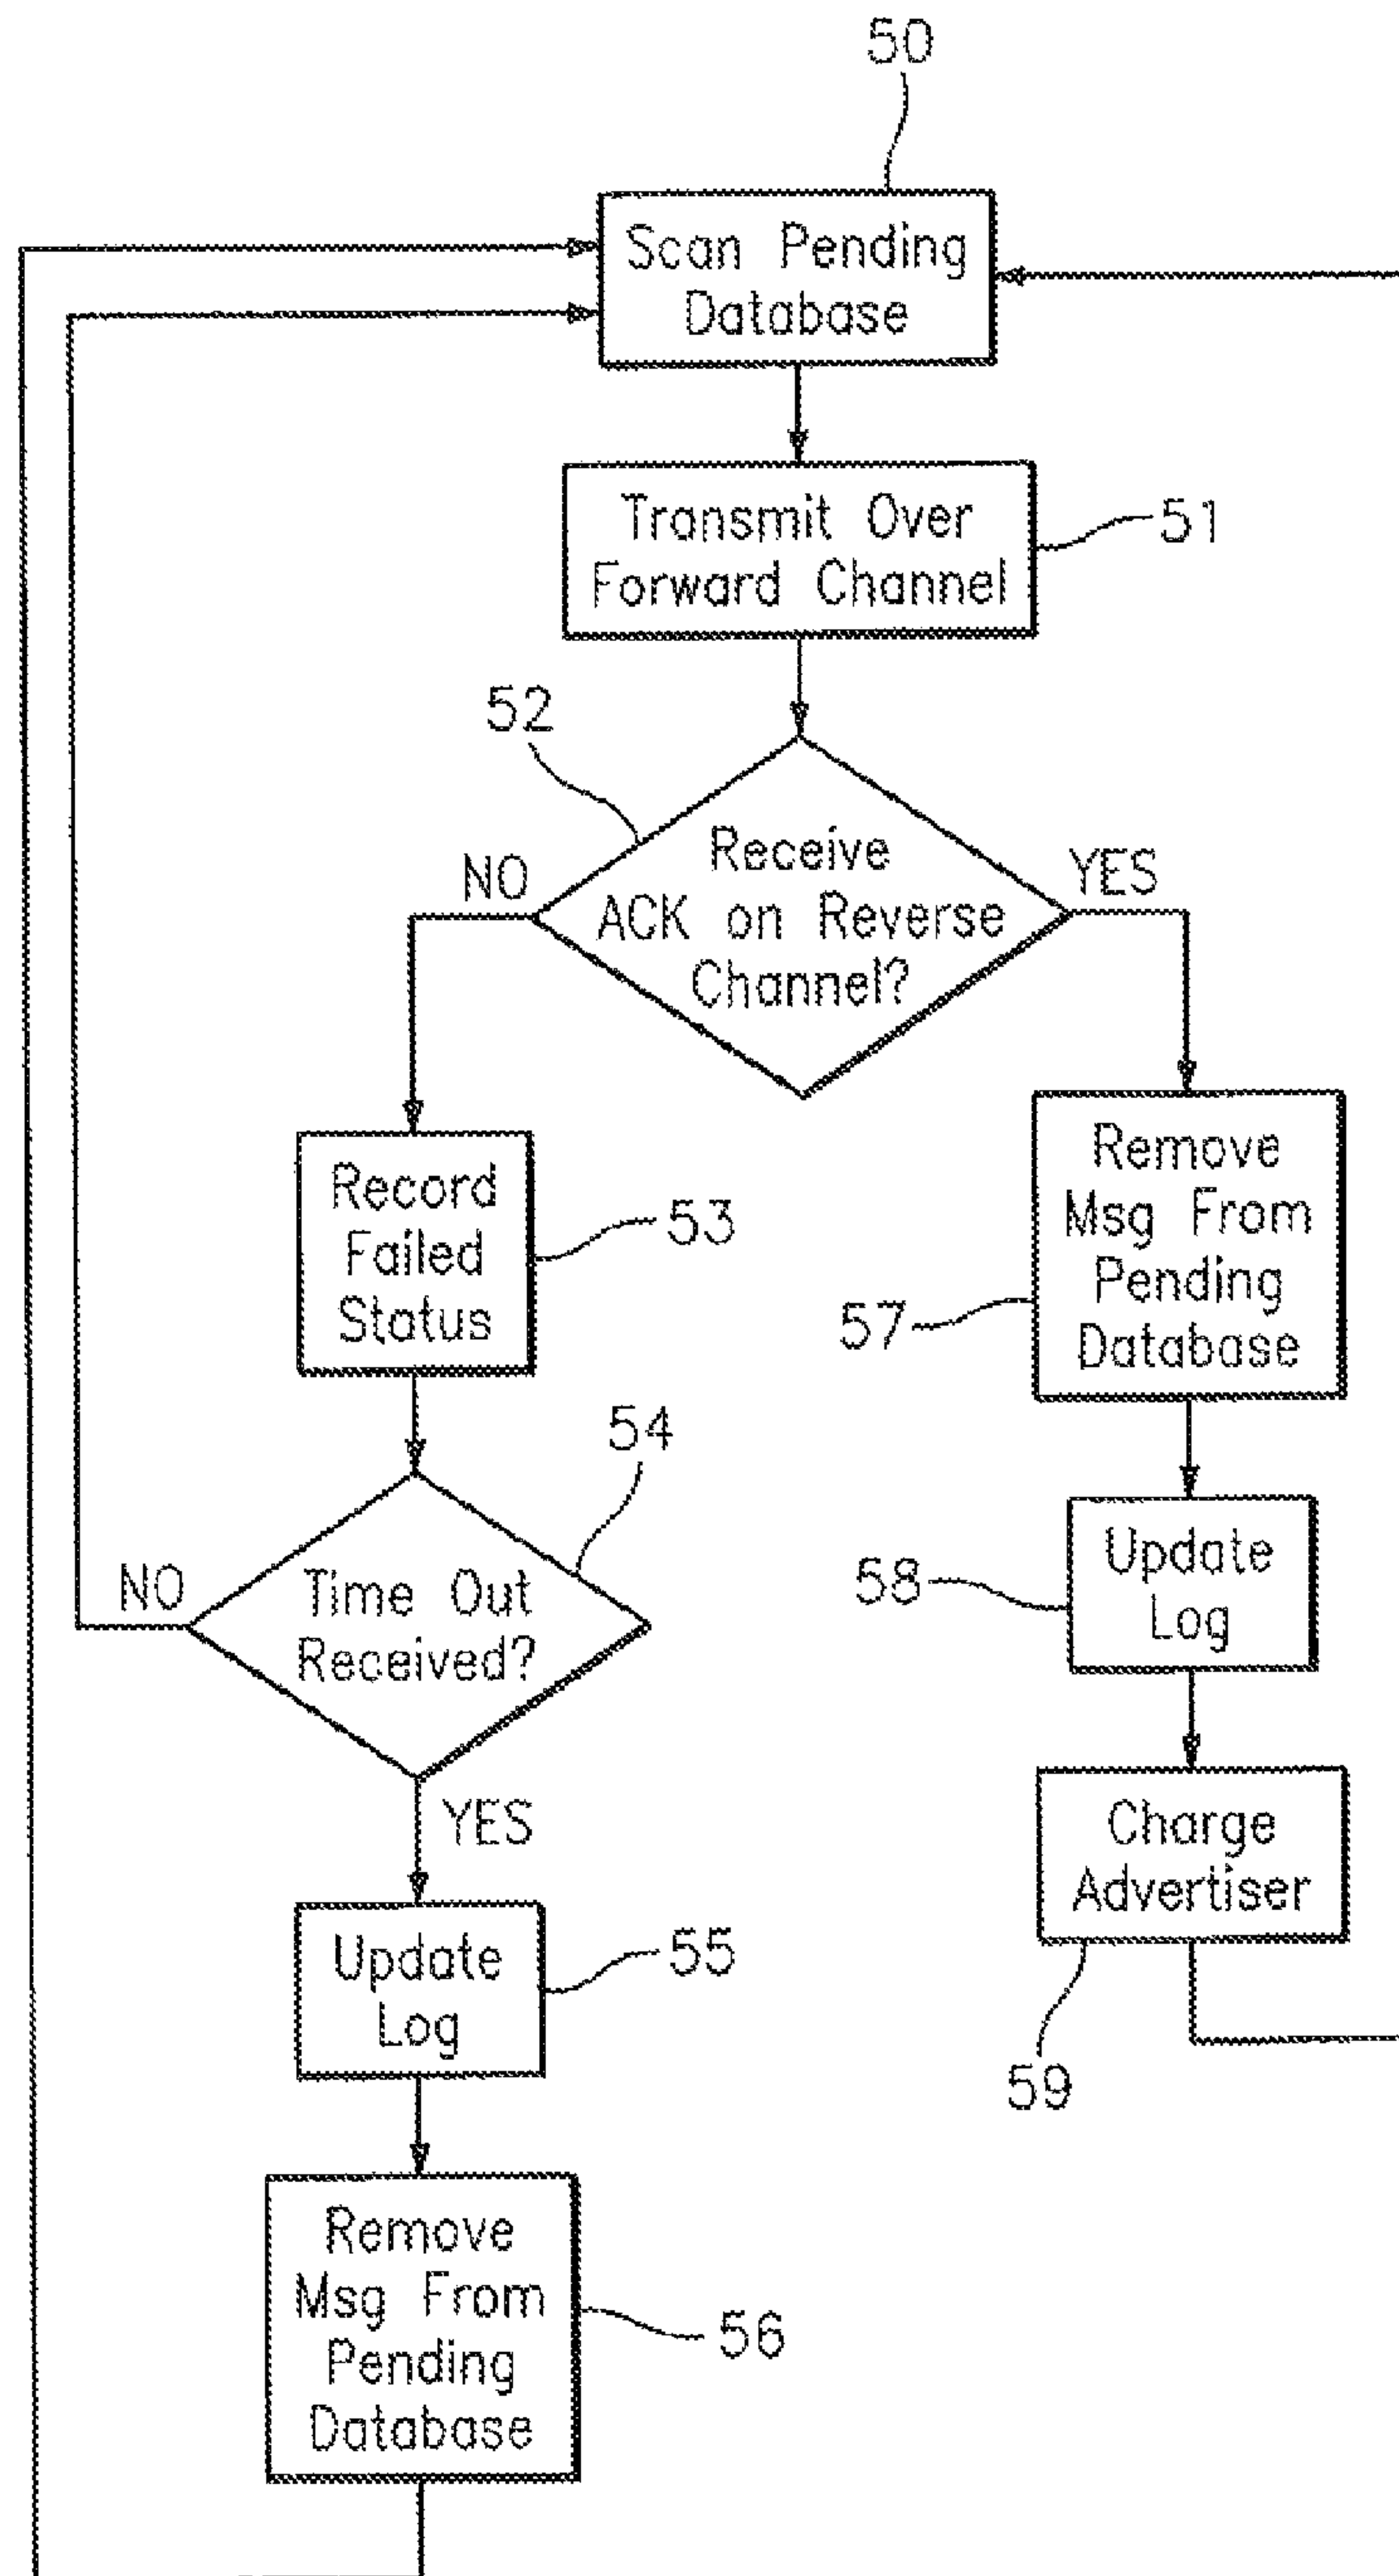 50
Scan Pending
Database
Transmit Over
Forward Channel
51
52
NO
Receive
ACK on Reverse
Channel?
YES
Record
Failed
Status
53
Remove
Msg From
Pending
Database
57
54
NO
Time Out
Received?
YES
58
Update
Log
Charge
Advertiser
59
Update
Log
55
Remove
Msg From
Pending
Database
56